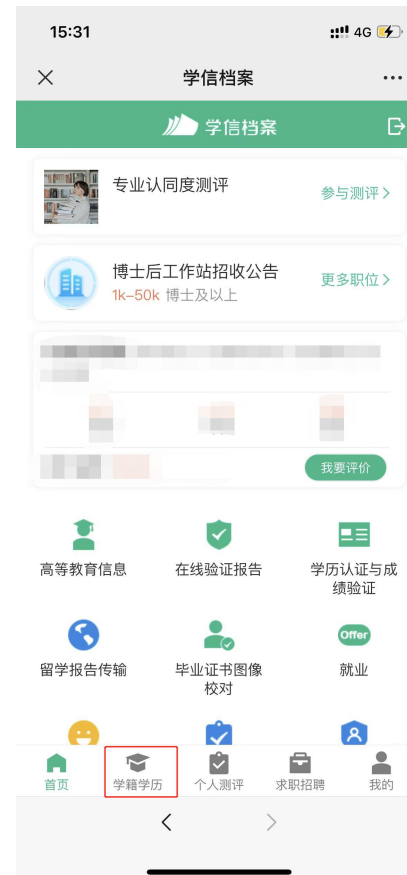 15:31
4G
学信档案
学信档案
专业认同度测评
参与测评
博士后工作站招收公告
更多职位
1k-50k 博士及以上
我要评价
高等教育信息
在线验证报告
学历认证与成
绩验证
Offer
留学报告传输
毕业证书图像
校对
就业
首页
学籍学历
个人测评
求职招聘
我的